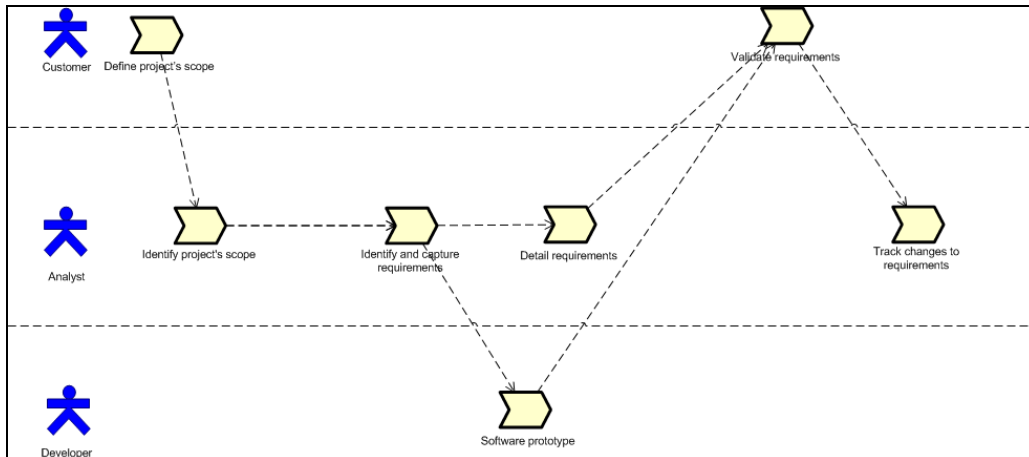 Customer
Define project's scope
Validate requirements
Analyst
Identify project's scope
Identify and capture
requirements
Detail requirements
Track changes to
requirements
Developer
Software prototype